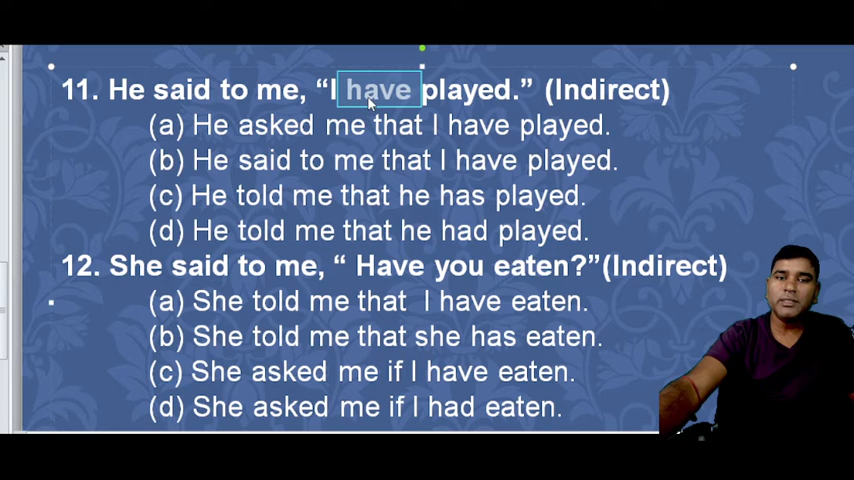 11. He said to me, “I have played.” (Indirect)
(a) He asked me that I have played.
(b) He said to me that I have played.
(c) He told me that he has played.
(d) He told me that he had played.
12. She said to me, “ Have you eaten?”(Indirect)
(a) She told me that I have eaten.
(b) She told me that she has eaten.
(c) She asked me if I have eaten.
(d) She asked me if I had eaten.